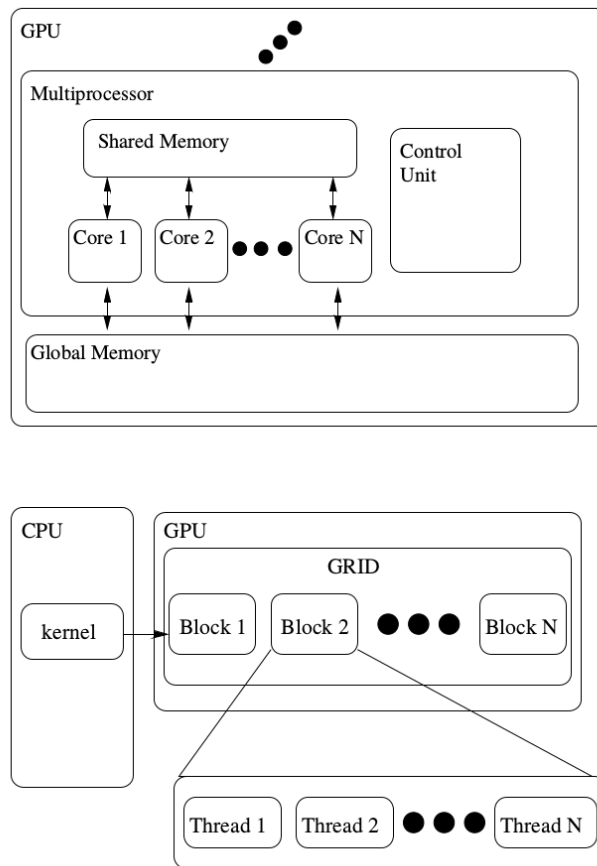 GPU
Multiprocessor
Shared Memory
Control
Unit
Core 1
Core 2
Core N
Global Memory
CPU
GPU
GRID
kernel
Block 1
Block 2
Block N
Thread 1
Thread 2
Thread N